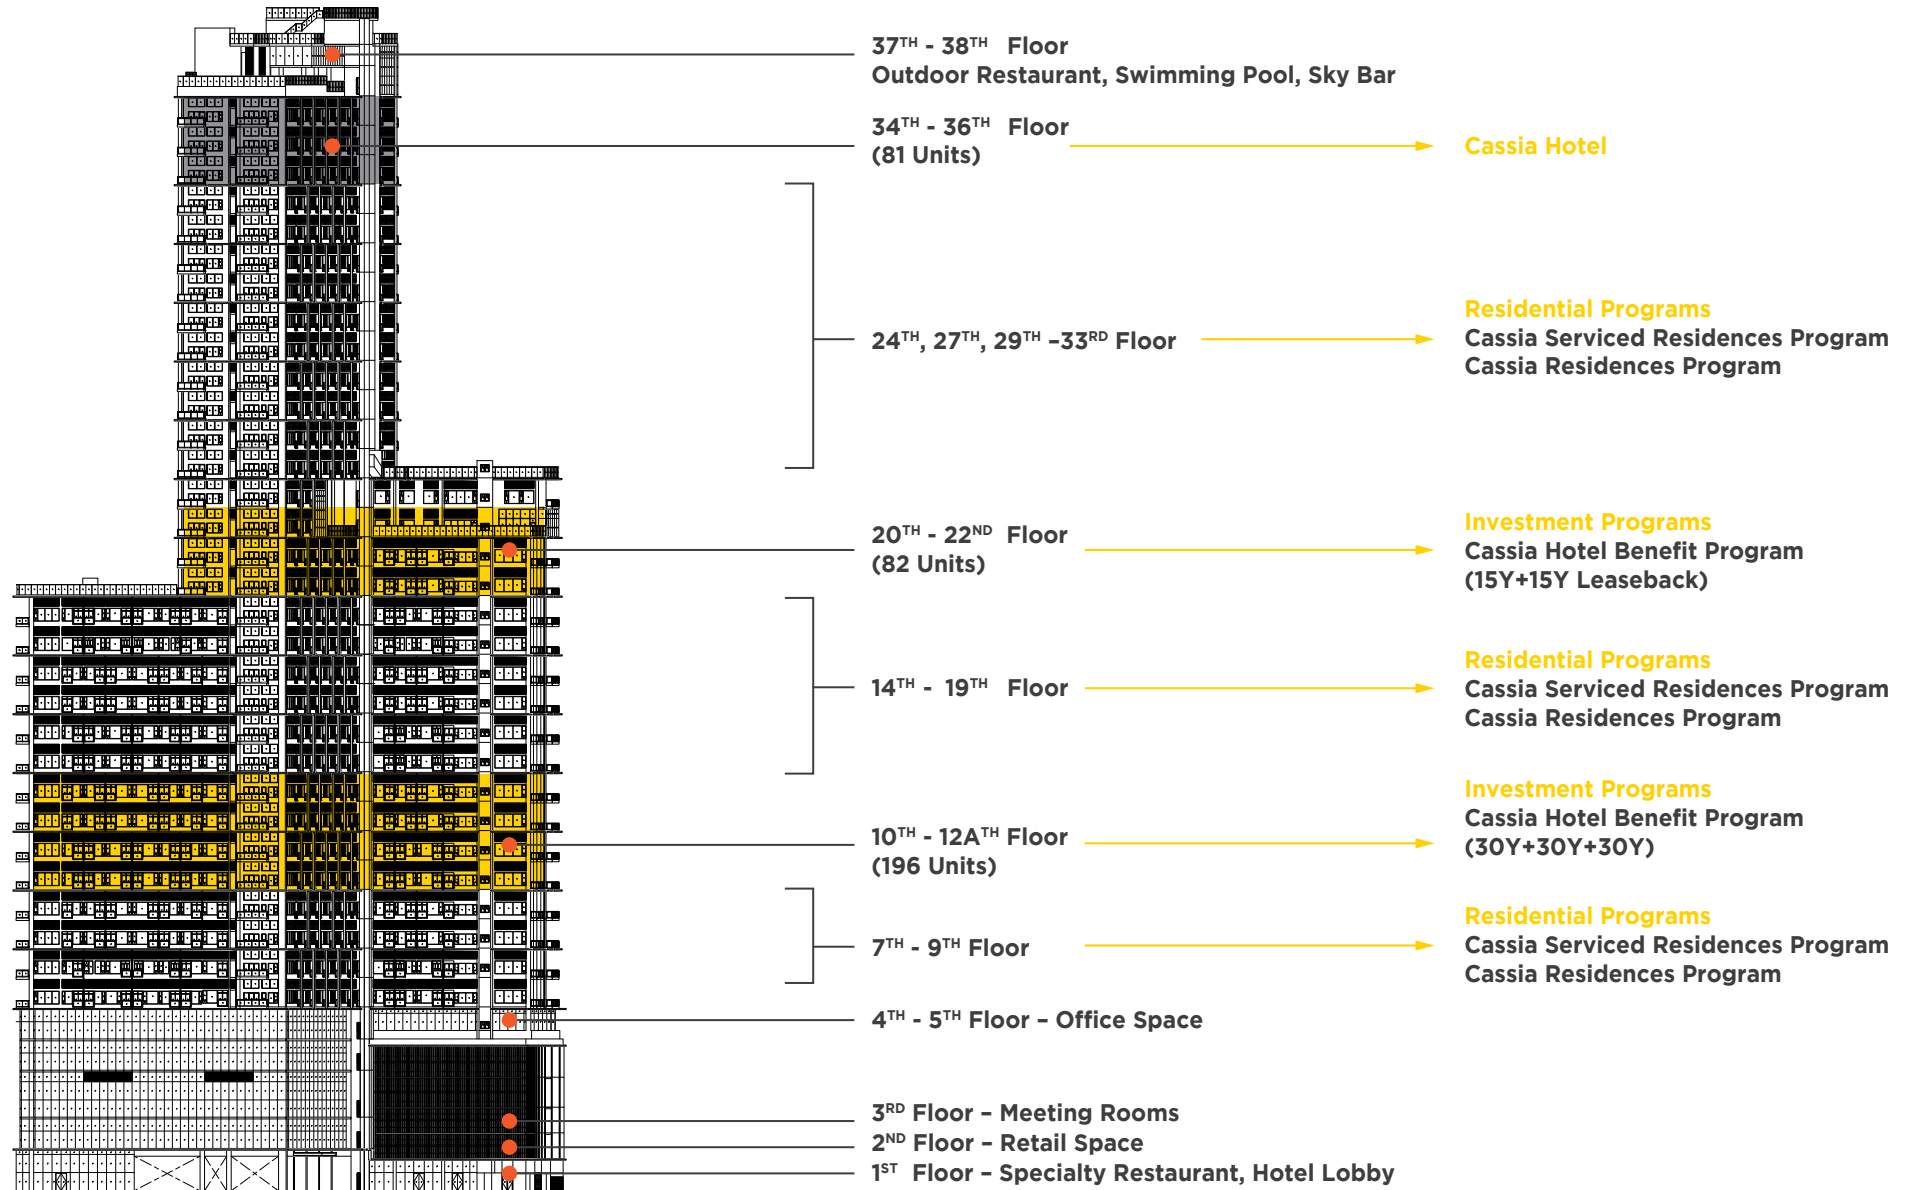 37TH - 38TH Floor
Outdoor Restaurant, Swimming Pool, Sky Bar
34TH - 36TH Floor
(81 Units)
Cassia Hotel
24TH, 27TH, 29TH –33RD Floor
Residential Programs
Cassia Serviced Residences Program
Cassia Residences Program
20TH - 22ND Floor
(82 Units)
Investment Programs
Cassia Hotel Benefit Program
(15Y+15Y Leaseback)
14TH - 19TH Floor
Residential Programs
Cassia Serviced Residences Program
Cassia Residences Program
10TH - 12ATH Floor
(196 Units)
Investment Programs
Cassia Hotel Benefit Program
(30Y+30Y+30Y)
7TH - 9TH Floor
Residential Programs
Cassia Serviced Residences Program
Cassia Residences Program
4TH - 5TH Floor – Office Space
3RD Floor – Meeting Rooms
2ND Floor – Retail Space
1ST Floor – Specialty Restaurant, Hotel Lobby